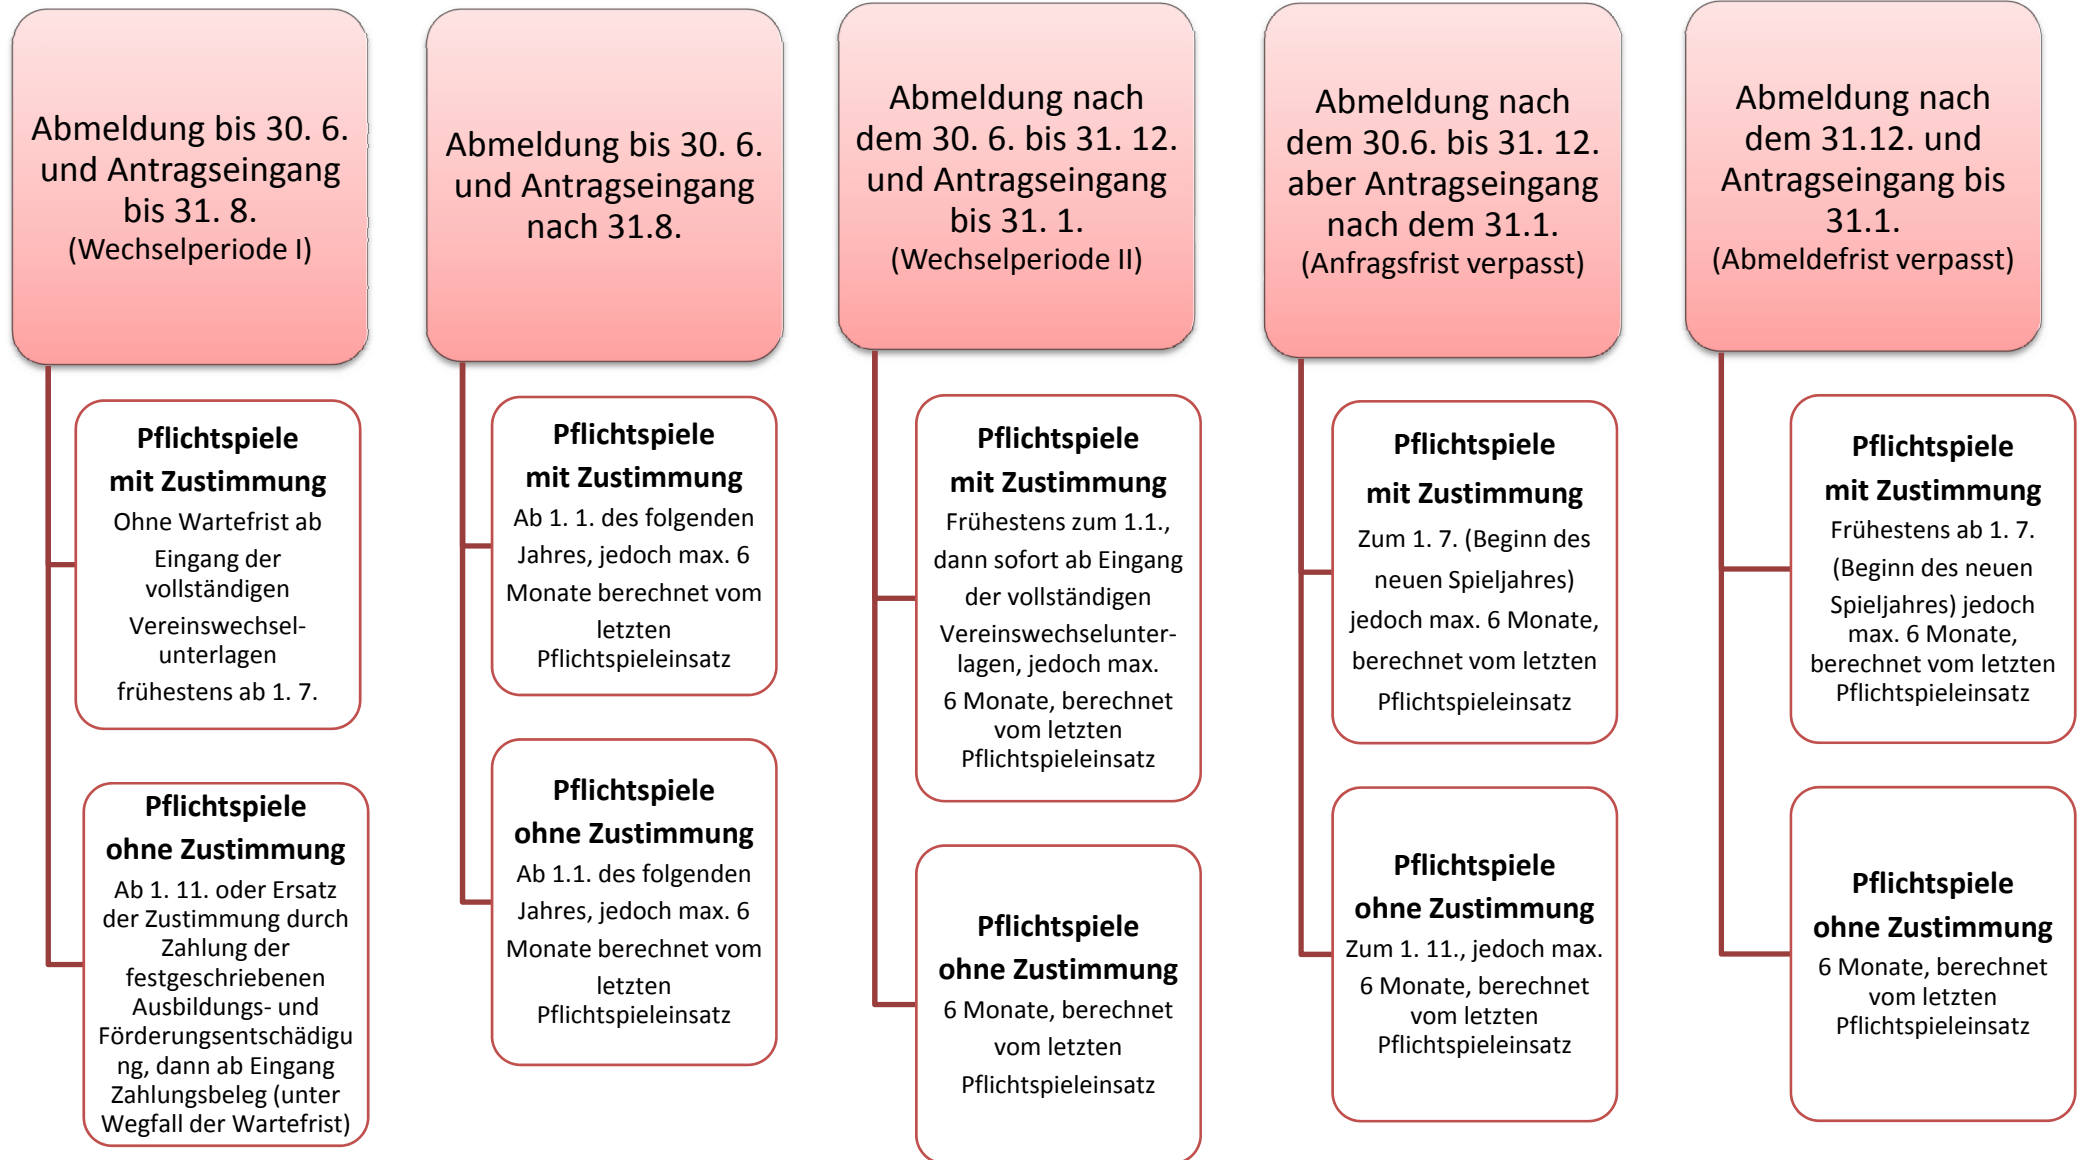 Abmeldung bis 30. 6.
und Antragseingang
bis 31. 8.
(Wechselperiode I)
Pflichtspiele
mit Zustimmung
Ohne Wartefrist ab
Eingang der
vollständigen
Vereinswechsel-
unterlagen
frühestens ab 1. 7.
Pflichtspiele
ohne Zustimmung
Ab 1. 11. oder Ersatz
der Zustimmung durch
Zahlung der
festgeschriebenen
Ausbildungs- und
Förderungsentschädigu
ng, dann ab Eingang
Zahlungsbeleg (unter
Wegfall der Wartefrist)
Abmeldung bis 30. 6.
und Antragseingang
nach 31.8.
Pflichtspiele
mit Zustimmung
Ab 1. 1. des folgenden
Jahres, jedoch max. 6
Monate berechnet vom
letzten
Pflichtspieleinsatz
Pflichtspiele
ohne Zustimmung
Ab 1.1. des folgenden
Jahres, jedoch max. 6
Monate berechnet vom
letzten
Pflichtspieleinsatz
Abmeldung nach
dem 30. 6. bis 31. 12.
und Antragseingang
bis 31. 1.
(Wechselperiode II)
Pflichtspiele
mit Zustimmung
Frühestens zum 1.1.,
dann sofort ab Eingang
der vollständigen
Vereinswechselunter-
lagen, jedoch max.
6 Monate, berechnet
vom letzten
Pflichtspieleinsatz
Pflichtspiele
ohne Zustimmung
6 Monate, berechnet
vom letzten
Pflichtspieleinsatz
Abmeldung nach
dem 30.6. bis 31. 12.
aber Antragseingang
nach dem 31.1.
(Anfragsfrist verpasst)
Pflichtspiele
mit Zustimmung
Zum 1. 7. (Beginn des
neuen Spieljahres)
jedoch max. 6 Monate,
berechnet vom letzten
Pflichtspieleinsatz
Pflichtspiele
ohne Zustimmung
Zum 1. 11., jedoch max.
6 Monate, berechnet
vom letzten
Pflichtspieleinsatz
Abmeldung nach
dem 31.12. und
Antragseingang bis
31.1.
(Abmeldefrist verpasst)
Pflichtspiele
mit Zustimmung
Frühestens ab 1. 7.
(Beginn des neuen
Spieljahres) jedoch
max. 6 Monate,
berechnet vom letzten
Pflichtspieleinsatz
Pflichtspiele
ohne Zustimmung
6 Monate, berechnet
vom letzten
Pflichtspieleinsatz